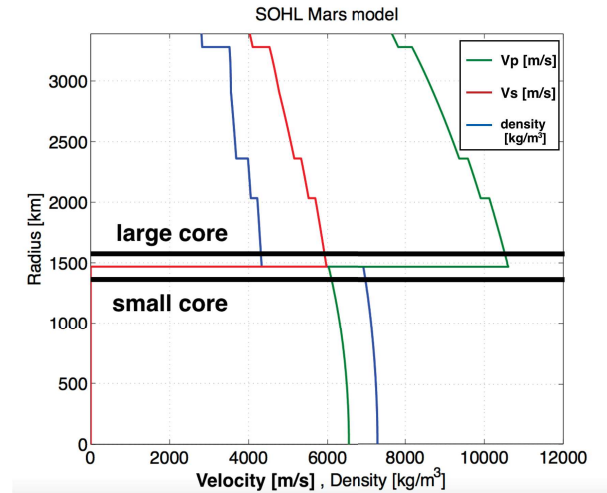 SOHL Mars model
Vp [m/s]
Vs [m/s]
density
[kg/m³]
Radius [km]
3000
2500
2000
1500
1000
500
0
large core
small core
0 2000 4000 6000 8000 10000 12000
Velocity [m/s] , Density [kg/m³]